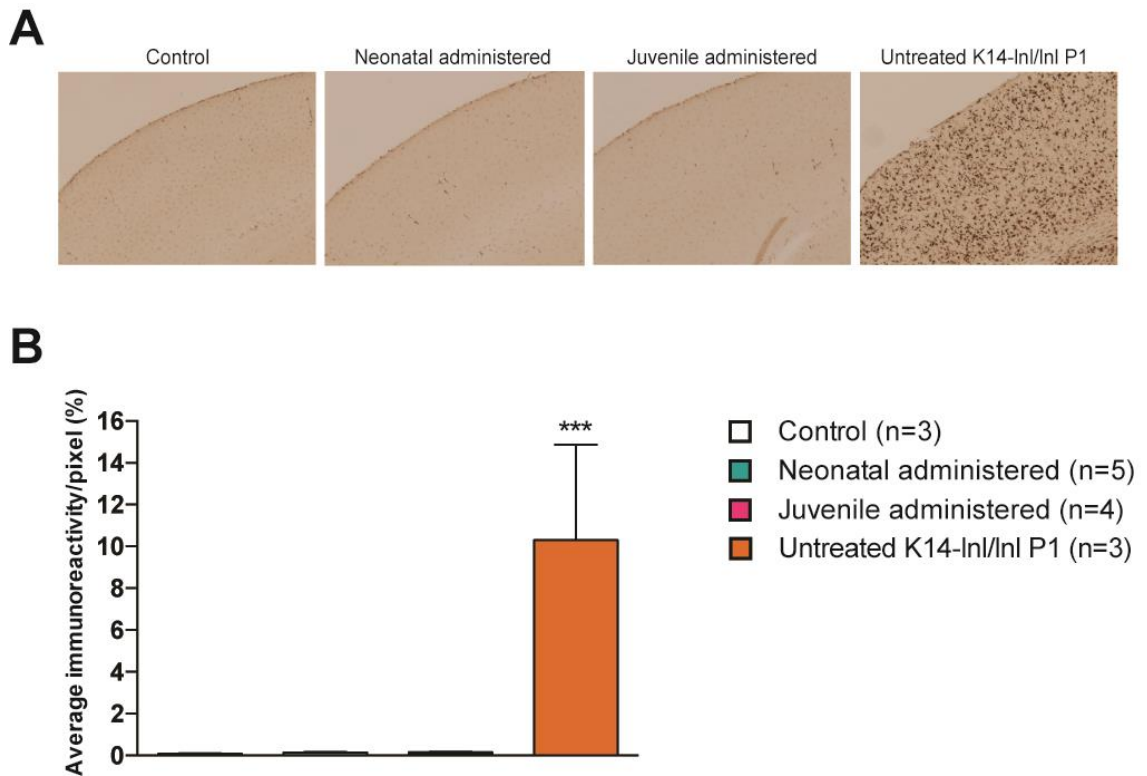 A
Control
Neonatal administered
Juvenile administered
Untreated K14-lnl/lnl P1
B
Average immunoreactivity/pixel (%)
16
14
12
10
8
6
4
2
0
***
Control (n=3)
Neonatal administered (n=5)
Juvenile administered (n=4)
Untreated K14-lnl/lnl P1 (n=3)